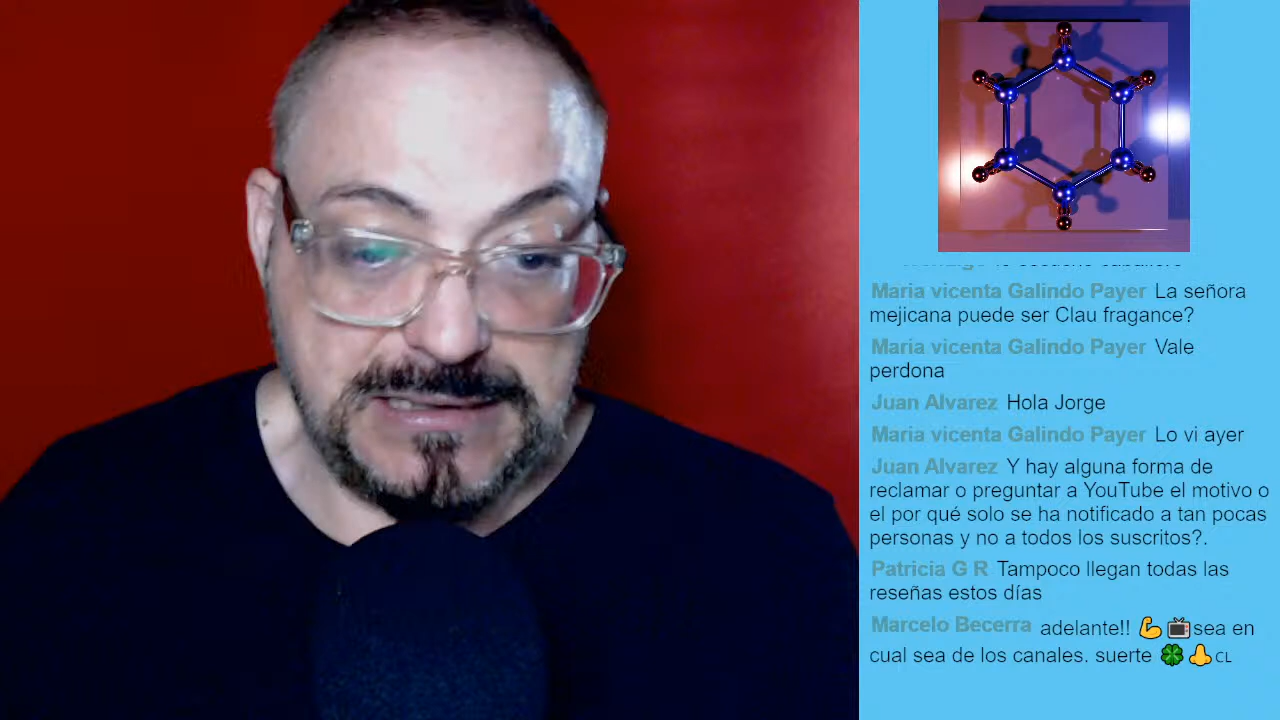 Maria vicenta Galindo Payer La señora
mejicana puede ser Clau fragance?
Maria vicenta Galindo Payer Vale
perdona
Juan Alvarez Hola Jorge
Maria vicenta Galindo Payer Lo vi ayer
Juan Alvarez Y hay alguna forma de
reclamar o preguntar a YouTube el motivo o
el por qué solo se ha notificado a tan pocas
personas y no a todos los suscritos?.
Patricia G R Tampoco llegan todas las
reseñas estos días
Marcelo Becerra adelante!! 💪📺sea en
cual sea de los canales. suerte 🍀👃CL